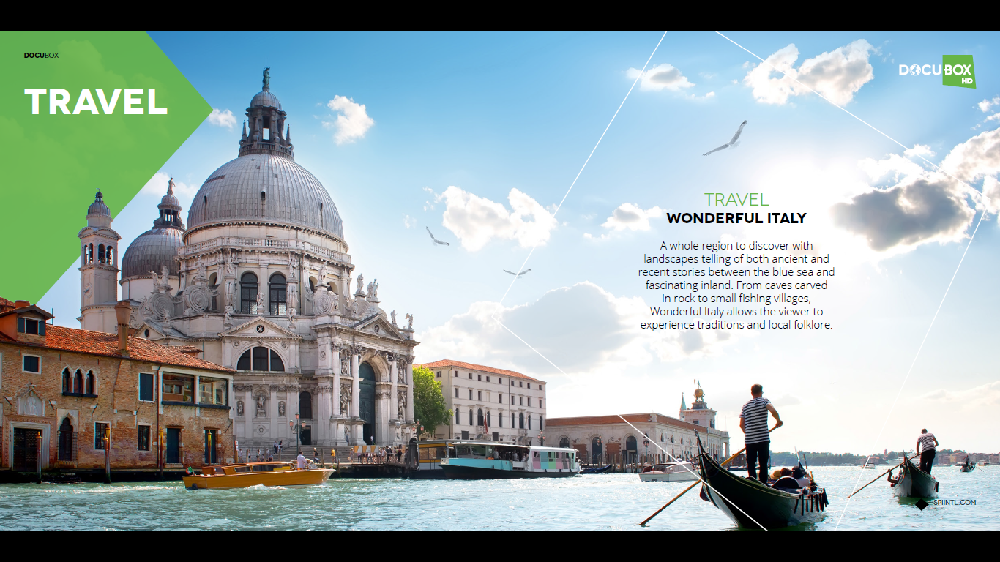 DOCUBOX
TRAVEL
DOCUBOX
HD
TRAVEL
WONDERFUL ITALY
A whole region to discover with
landscapes telling of both ancient and
recent stories between the blue sea and
fascinating inland. From caves carved
in rock to small fishing villages,
Wonderful Italy allows the viewer to
experience traditions and local folklore.
SPIINTL.COM